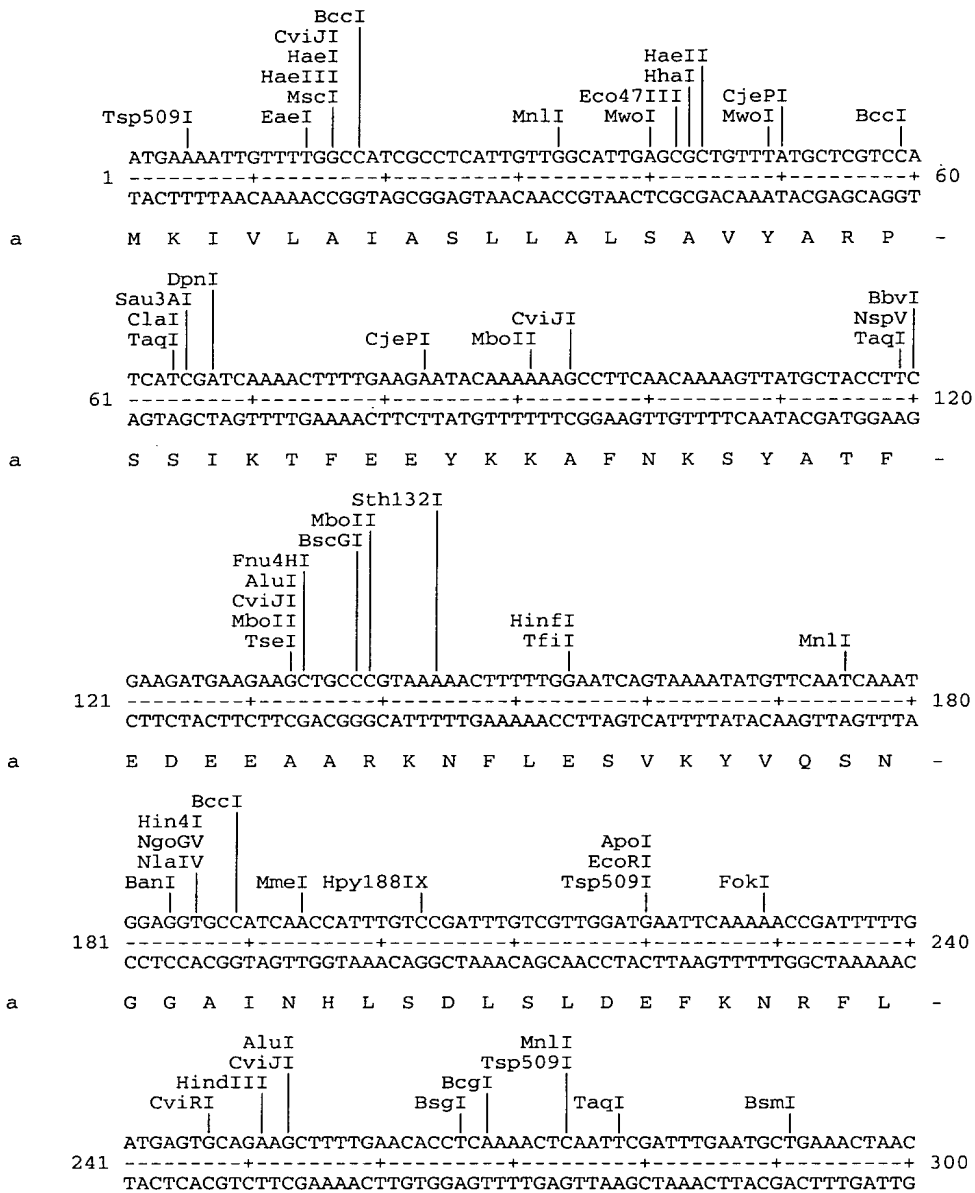 BccI
CviJI
HaeI HaeII
HaeIII HhaI
MscI Eco47III CjePI
Tsp509I EaeI MnlI MwoI MwoI BccI
ATGAAAATTGTTTTGGCCATCGCCTCATTGTTGGCATTGAGCGCTGTTTATGCTCGTCCA
1 ---------+---------+---------+---------+---------+---------+ 60
TACTTTTAACAAAACCGGTAGCGGAGTAACAACCGTAACTCGCGACAAATACGAGCAGGT
a M K I V L A I A S L L A L S A V Y A R P -
DpnI
Sau3AI BbvI
ClaI CviJI NspV
TaqI CjePI MboII TaqI
TCATCGATCAAAACTTTTGAAGAATACAAAAAAGCCTTCAACAAAAGTTATGCTACCTTC
61 ---------+---------+---------+---------+---------+---------+ 120
AGTAGCTAGTTTTGAAAACTTCTTATGTTTTTTCGGAAGTTGTTTTCAATACGATGGAAG
a S S I K T F E E Y K K A F N K S Y A T F -
Sth132I
MboII
BscGI
Fnu4HI
AluI
CviJI
MboII HinfI
TseI TfiI MnlI
GAAGATGAAGAAGCTGCCCGTAAAAACTTTTTGGAATCAGTAAAATATGTTCAATCAAAT
121 ---------+---------+---------+---------+---------+---------+ 180
CTTCTACTTCTTCGACGGGCATTTTTGAAAAACCTTAGTCATTTTATACAAGTTAGTTTA
a E D E E A A R K N F L E S V K Y V Q S N -
BccI
Hin4I
NgoGV ApoI
NlaIV EcoRI
BanI MmeI Hpy188IX Tsp509I FokI
GGAGGTGCCATCAACCATTTGTCCGATTTGTCGTTGGATGAATTCAAAAACCGATTTTTG
181 ---------+---------+---------+---------+---------+---------+ 240
CCTCCACGGTAGTTGGTAAACAGGCTAAACAGCAACCTACTTAAGTTTTTGGCTAAAAAC
a G G A I N H L S D L S L D E F K N R F L -
AluI MnlI
CviJI Tsp509I
HindIII BcgI
CviRI BsgI TaqI BsmI
ATGAGTGCAGAAGCTTTTGAACACCTCAAAACTCAATTCGATTTGAATGCTGAAACTAAC
241 ---------+---------+---------+---------+---------+---------+ 300
TACTCACGTCTTCGAAAACTTGTGGAGTTTTGAGTTAAGCTAAACTTACGACTTTGATTG